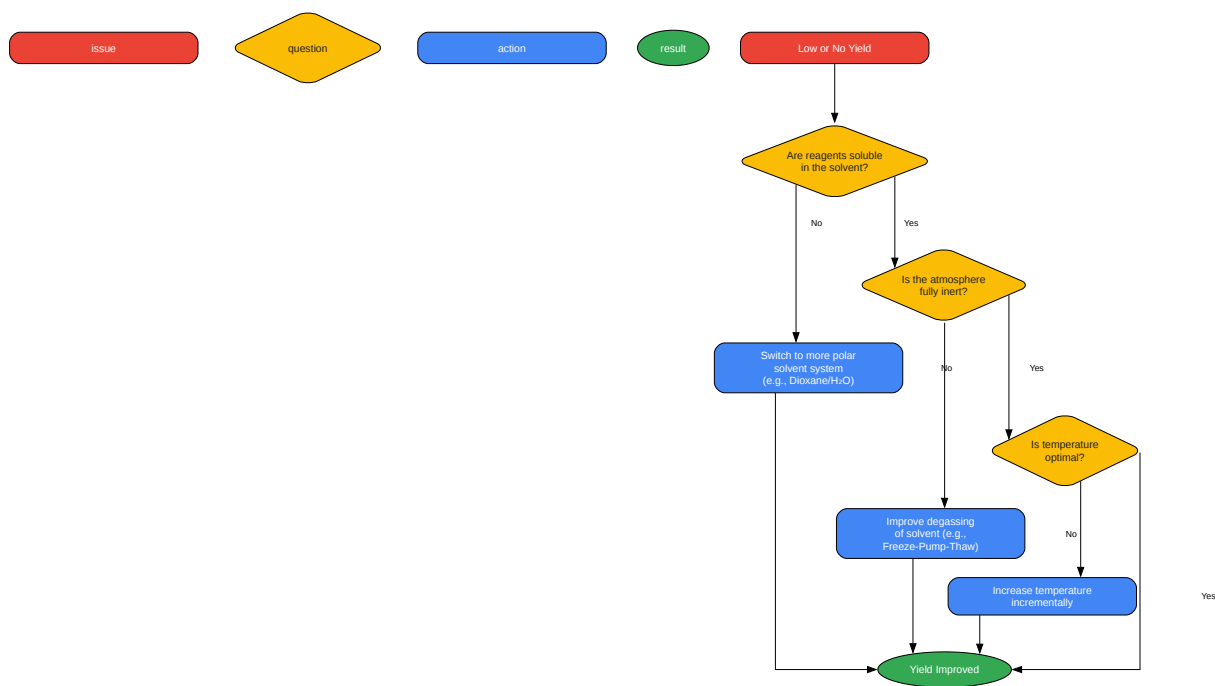 issue
question
action
result
Low or No Yield
Are reagents soluble
in the solvent?
No
Yes
Is the atmosphere
fully inert?
Switch to more polar
solvent system
(e.g., Dioxane/H₂O)
No
Yes
Is temperature
optimal?
Improve degassing
of solvent (e.g.,
Freeze-Pump-Thaw)
No
Increase temperature
incrementally
Yes
Yield Improved